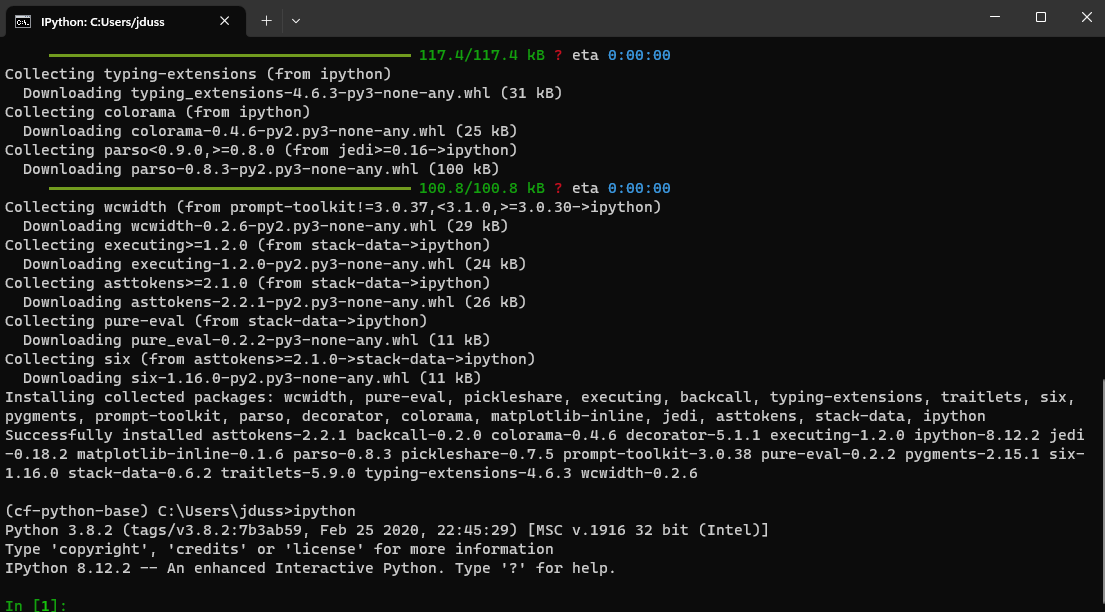 IPython: C:Users/jduss
117.4/117.4 kB ? eta 0:00:00
Collecting typing-extensions (from ipython)
Downloading typing_extensions-4.6.3-py3-none-any.whl (31 kB)
Collecting colorama (from ipython)
Downloading colorama-0.4.6-py2.py3-none-any.whl (25 kB)
Collecting parso<0.9.0,>=0.8.0 (from jedi>=0.16->ipython)
Downloading parso-0.8.3-py2.py3-none-any.whl (100 kB)
100.8/100.8 kB ? eta 0:00:00
Collecting wcwidth (from prompt-toolkit!=3.0.37,<3.1.0,>=3.0.30->ipython)
Downloading wcwidth-0.2.6-py2.py3-none-any.whl (29 kB)
Collecting executing>=1.2.0 (from stack-data->ipython)
Downloading executing-1.2.0-py2.py3-none-any.whl (24 kB)
Collecting asttokens>=2.1.0 (from stack-data->ipython)
Downloading asttokens-2.2.1-py2.py3-none-any.whl (26 kB)
Collecting pure-eval (from stack-data->ipython)
Downloading pure_eval-0.2.2-py3-none-any.whl (11 kB)
Collecting six (from asttokens>=2.1.0->stack-data->ipython)
Downloading six-1.16.0-py2.py3-none-any.whl (11 kB)
Installing collected packages: wcwidth, pure-eval, pickleshare, executing, backcall, typing-extensions, traitlets, six,
pygments, prompt-toolkit, parso, decorator, colorama, matplotlib-inline, jedi, asttokens, stack-data, ipython
Successfully installed asttokens-2.2.1 backcall-0.2.0 colorama-0.4.6 decorator-5.1.1 executing-1.2.0 ipython-8.12.2 jedi
-0.18.2 matplotlib-inline-0.1.6 parso-0.8.3 pickleshare-0.7.5 prompt-toolkit-3.0.38 pure-eval-0.2.2 pygments-2.15.1 six-
1.16.0 stack-data-0.6.2 traitlets-5.9.0 typing-extensions-4.6.3 wcwidth-0.2.6
(cf-python-base) C:\Users\jduss>ipython
Python 3.8.2 (tags/v3.8.2:7b3ab59, Feb 25 2020, 22:45:29) [MSC v.1916 32 bit (Intel)]
Type 'copyright', 'credits' or 'license' for more information
IPython 8.12.2 -- An enhanced Interactive Python. Type '?' for help.
In [1]: